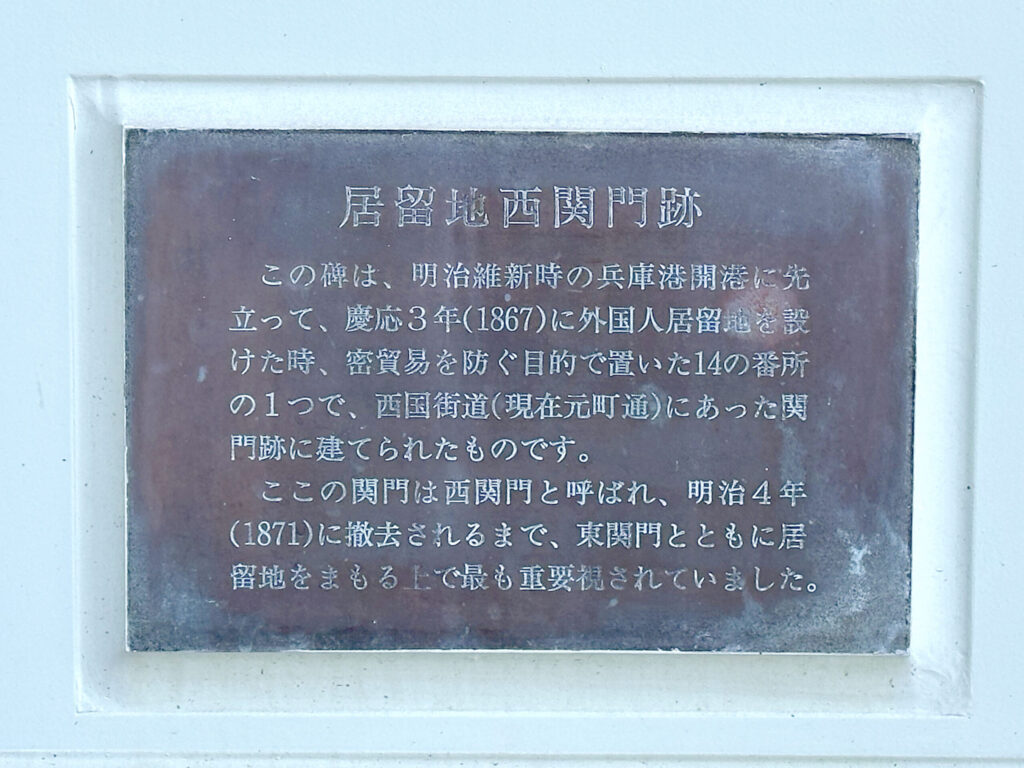 居留地西関門跡
この碑は、明治維新時の兵庫港開港に先
立って、慶応３年(1867)に外国人居留地を設
けた時、密貿易を防ぐ目的で置いた14の番所
の１つで、西国街道(現在元町通)にあった関
門跡に建てられたものです。
ここの関門は西関門と呼ばれ、明治４年
(1871)に撤去されるまで、東関門とともに居
留地をまもる上で最も重要視されていました。